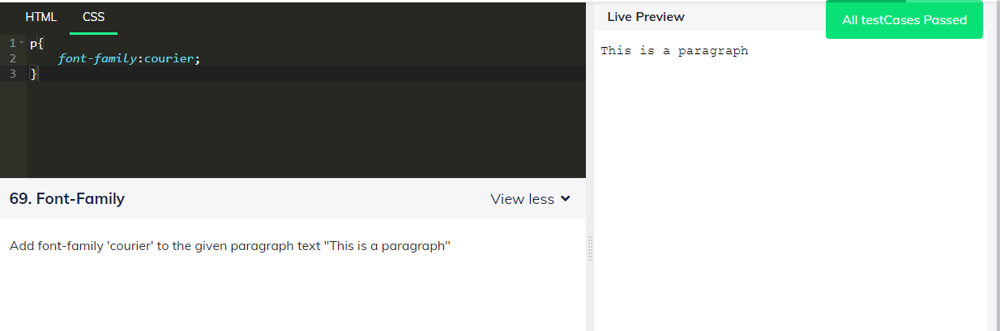 HTML CSS
1 p{
2 font-family:courier;
3 }
69. Font-Family
View less
Add font-family 'courier' to the given paragraph text "This is a paragraph"
Live Preview
All testCases Passed
This is a paragraph